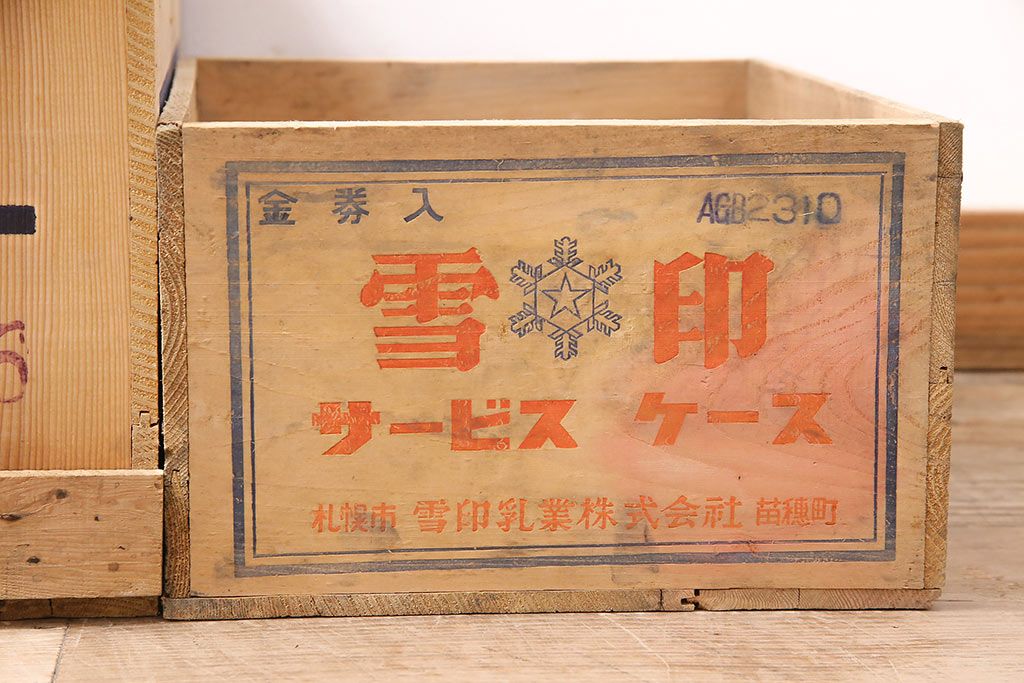 金券入 AGB2310
雪印
サービス ケース
札幌市 雪印乳業株式会社 苗穂町